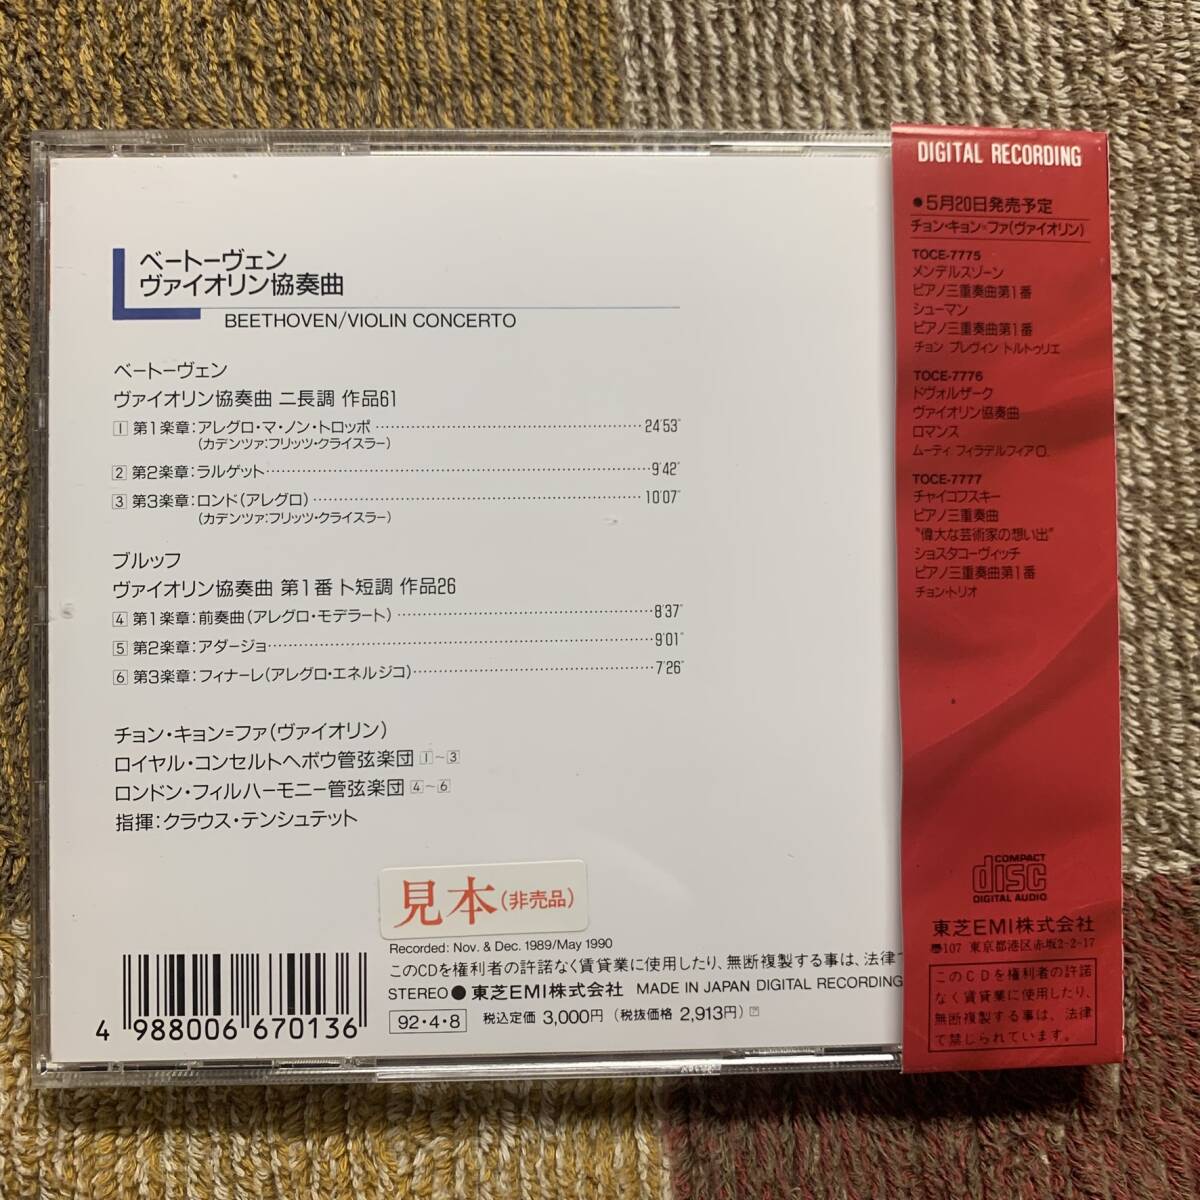 ベートーヴェン
ヴァイオリン協奏曲
BEETHOVEN/VIOLIN CONCERTO
ベートーヴェン
ヴァイオリン協奏曲 ニ長調 作品61
1 第1楽章:アレグロ・マ・ノン・トロッポ 24'53"
(カデンツァ:フリッツ・クライスラー)
2 第2楽章:ラルゲット 9'42"
3 第3楽章:ロンド(アレグロ) 10'07"
(カデンツァ:フリッツ・クライスラー)
ブルッフ
ヴァイオリン協奏曲 第1番 ト短調 作品26
4 第1楽章:前奏曲(アレグロ・モデラート) 8'37"
5 第2楽章:アダージョ 9'01"
6 第3楽章:フィナーレ(アレグロ・エネルジコ) 7'26"
チョン・キョン=ファ(ヴァイオリン)
ロイヤル・コンセルトヘボウ管弦楽団 1~3
ロンドン・フィルハーモニー管弦楽団 4~6
指揮:クラウス・テンシュテット
見本(非売品)
Recorded: Nov. & Dec. 1989/May 1990
このCDを権利者の許諾なく賃貸業に使用したり、無断複製する事は、法律で
STEREO ● 東芝EMI株式会社 MADE IN JAPAN DIGITAL RECORDING
92・4・8 税込定価 3,000円 (税抜価格 2,913円)
4 988006 670136
DIGITAL RECORDING
●5月20日発売予定
チョン・キョン=ファ(ヴァイオリン)
TOCE-7775
メンデルスゾーン
ピアノ三重奏曲第1番
シューマン
ピアノ三重奏曲第1番
チョン プレヴィン トルトゥリエ
TOCE-7776
ドヴォルザーク
ヴァイオリン協奏曲
ロマンス
ムーティ フィラデルフィアO.
TOCE-7777
チャイコフスキー
ピアノ三重奏曲
"偉大な芸術家の想い出"
ショスタコーヴィッチ
ピアノ三重奏曲第1番
チョン・トリオ
COMPACT
disc
DIGITAL AUDIO
東芝EMI株式会社
〠107 東京都港区赤坂2-2-17
このCDを権利者の許諾
なく賃貸業に使用したり、
無断複製する事は、法律
で禁じられています。